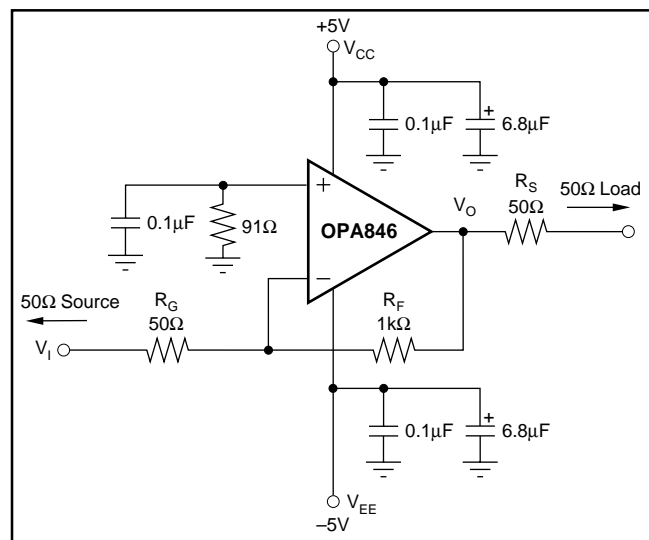 +5V
V_CC
0.1μF
6.8μF
+
R_S
50Ω
50Ω Load
+
0.1μF
91Ω
OPA846
V_O
−
50Ω Source
R_G
50Ω
R_F
1kΩ
V_I
0.1μF
6.8μF
+
V_EE
–5V